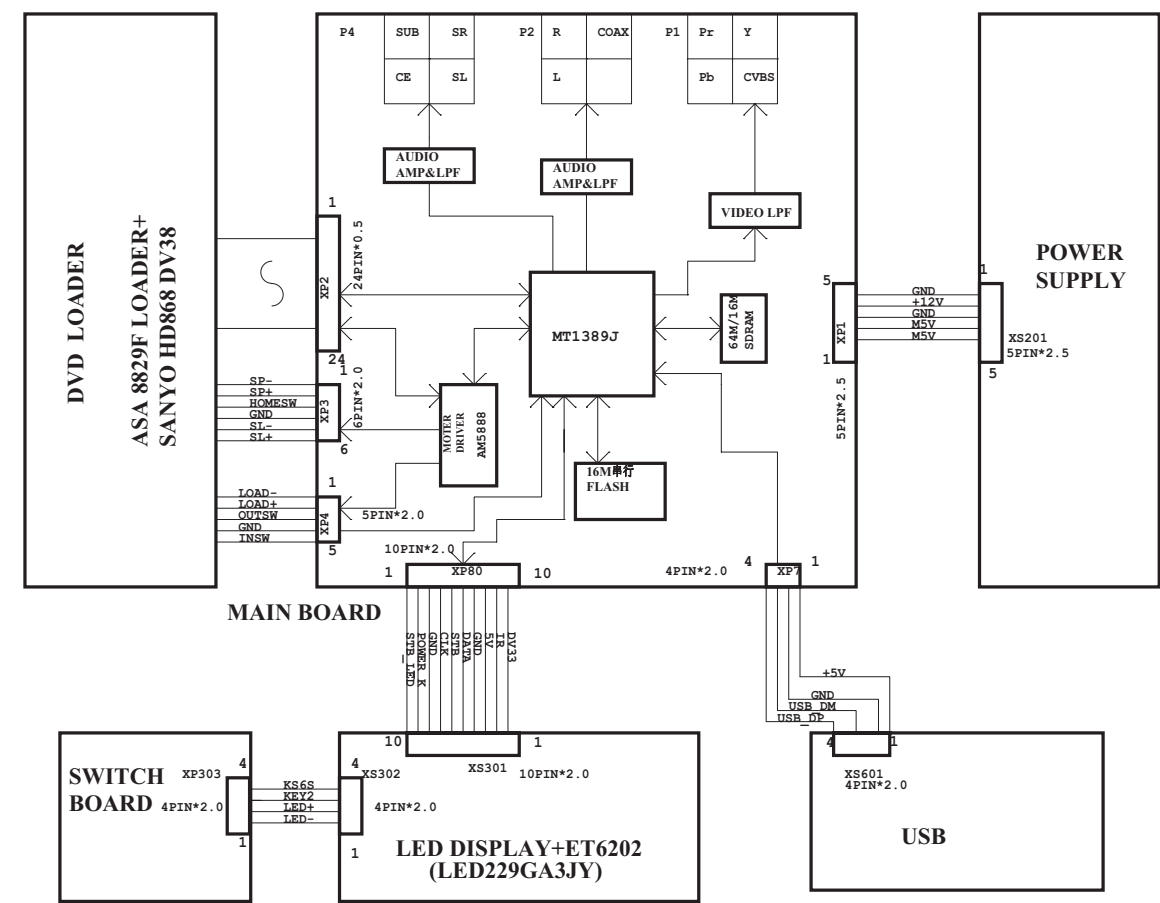 P4 SUB SR
CE SL
P2 R COAX
L
P1 Pr Y
Pb CVBS
AUDIO
AMP&LPF
AUDIO
AMP&LPF
VIDEO LPF
DVD LOADER
ASA 8829F LOADER+
SANYO HD868 DV38
1
XP2
24PIN*0.5
24
MT1389J
64M/16M
SDRAM
5
XP1
1
5PIN*2.5
GND
+12V
GND
M5V
M5V
1
XS201
5PIN*2.5
5
POWER
SUPPLY
SP-
SP+
HOMESW
GND
SL-
SL+
1
XP3
6PIN*2.0
6
MOTER
DRIVER
AM5888
16M串行
FLASH
LOAD-
LOAD+
OUTSW
GND
INSW
1
XP4
5PIN*2.0
5
10PIN*2.0
1 XP80 10
4PIN*2.0
4 XP7 1
MAIN BOARD
STB_LED
POWER_K
GND
CLK
STB
DATA
GND
5V
IR
DV33
+5V
GND
USB_DM
USB_DP
10 1
XS301 10PIN*2.0
4 1
XS601
4PIN*2.0
USB
SWITCH
BOARD
XP303
4
4PIN*2.0
1
KS6S
KEY2
LED+
LED-
4
XS302
4PIN*2.0
1
LED DISPLAY+ET6202
(LED229GA3JY)